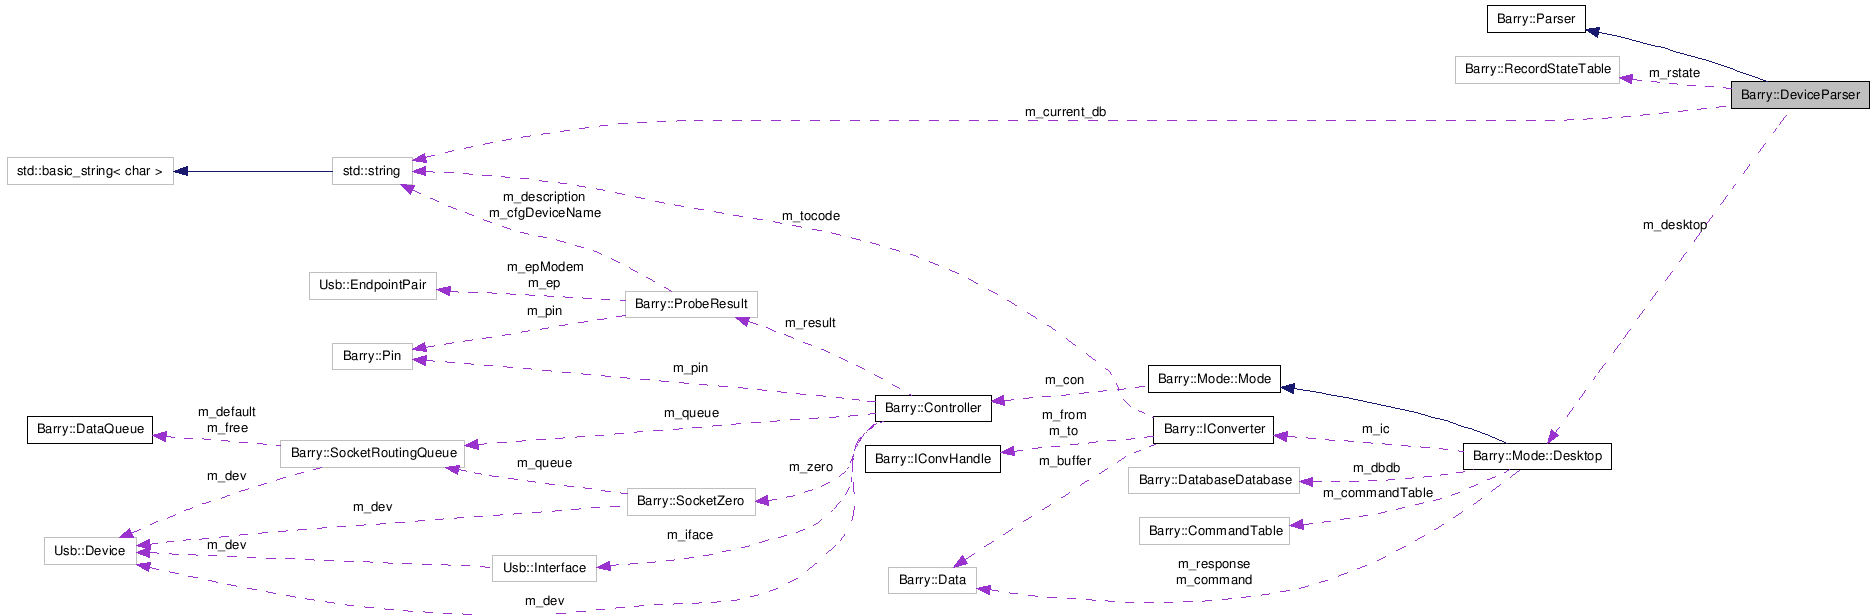 Barry::Parser
Barry::RecordStateTable
m_rstate
Barry::DeviceParser
m_current_db
std::basic_string< char >
std::string
m_description
m_cfgDeviceName
m_tocode
m_desktop
m_epModem
m_ep
Usb::EndpointPair
Barry::ProbeResult
m_pin
m_result
Barry::Pin
m_pin
m_con
Barry::Mode::Mode
Barry::Controller
m_default
m_free
m_queue
m_from
m_to
Barry::IConverter
m_ic
Barry::DataQueue
Barry::SocketRoutingQueue
m_queue
m_zero
Barry::IConvHandle
m_buffer
Barry::Mode::Desktop
m_dbdb
m_dev
Barry::DatabaseDatabase
m_commandTable
m_dev
Barry::SocketZero
Barry::CommandTable
m_iface
Usb::Device
m_dev
Usb::Interface
m_response
m_command
Barry::Data
m_dev